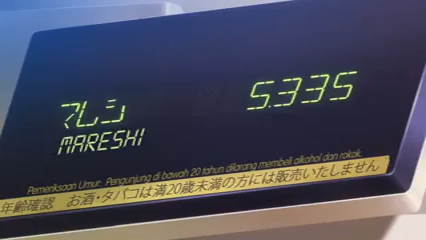 マレシ 5.335
MARESHI
Pemeriksaan Umur: Pengunjung di bawah 20 tahun dilarang membeli alkohol dan rokok.
年齢確認 お酒・タバコは満20歳未満の方には販売いたしません